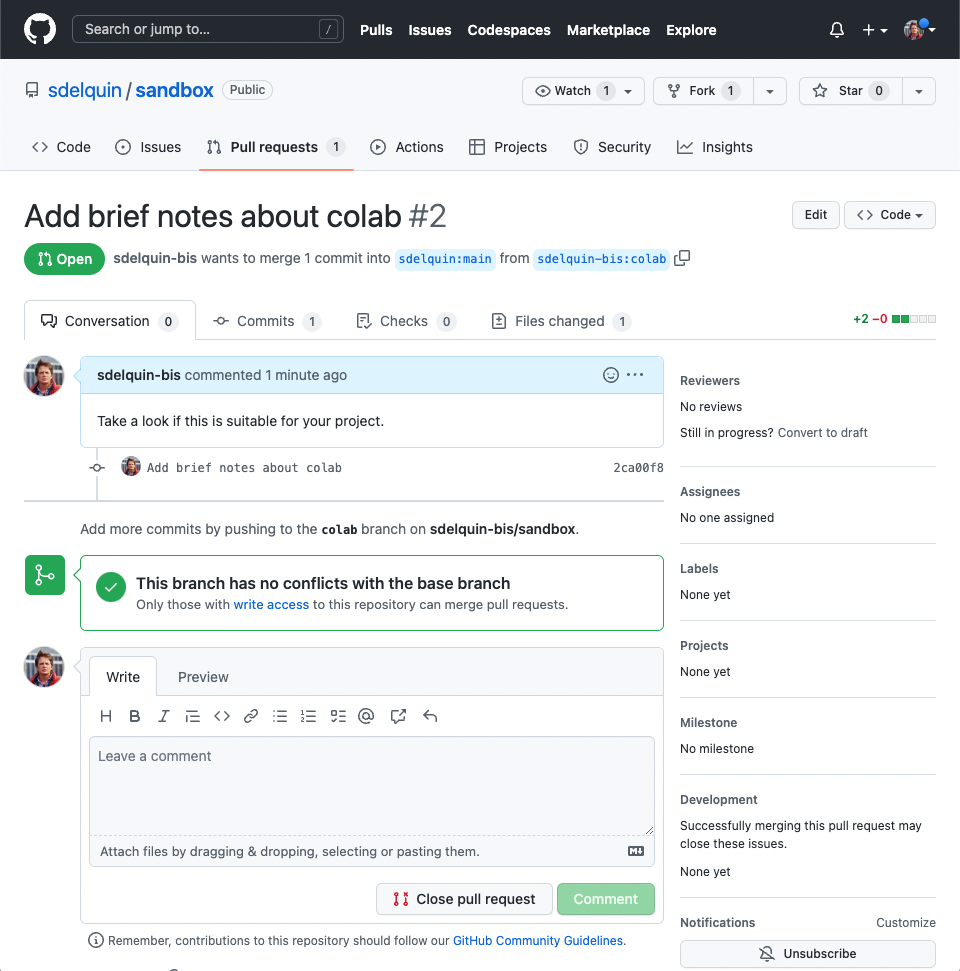 Search or jump to... /
Pulls Issues Codespaces Marketplace Explore
sdelquin / sandbox Public
Watch 1 Fork 1 Star 0
Code Issues Pull requests 1 Actions Projects Security Insights
Add brief notes about colab #2
Edit <> Code
Open sdelquin-bis wants to merge 1 commit into sdelquin:main from sdelquin-bis:colab
Conversation 0 Commits 1 Checks 0 Files changed 1
+2 −0
sdelquin-bis commented 1 minute ago
Take a look if this is suitable for your project.
Add brief notes about colab 2ca00f8
Add more commits by pushing to the colab branch on sdelquin-bis/sandbox.
This branch has no conflicts with the base branch
Only those with write access to this repository can merge pull requests.
Write Preview
Leave a comment
Attach files by dragging & dropping, selecting or pasting them.
Close pull request Comment
Remember, contributions to this repository should follow our GitHub Community Guidelines.
Reviewers
No reviews
Still in progress? Convert to draft
Assignees
No one assigned
Labels
None yet
Projects
None yet
Milestone
No milestone
Development
Successfully merging this pull request may
close these issues.
None yet
Notifications Customize
Unsubscribe